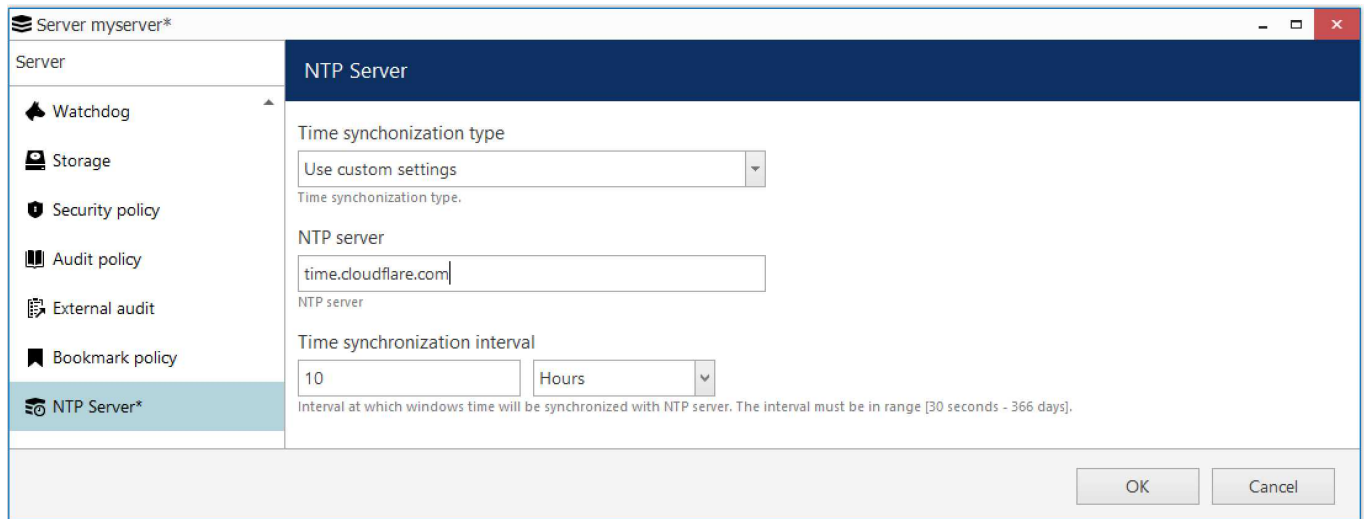 Server myserver*
Server
Watchdog
Storage
Security policy
Audit policy
External audit
Bookmark policy
NTP Server*
NTP Server
Time synchonization type
Use custom settings
Time synchonization type.
NTP server
time.cloudflare.com
NTP server
Time synchronization interval
10 Hours
Interval at which windows time will be synchronized with NTP server. The interval must be in range [30 seconds - 366 days].
OK Cancel